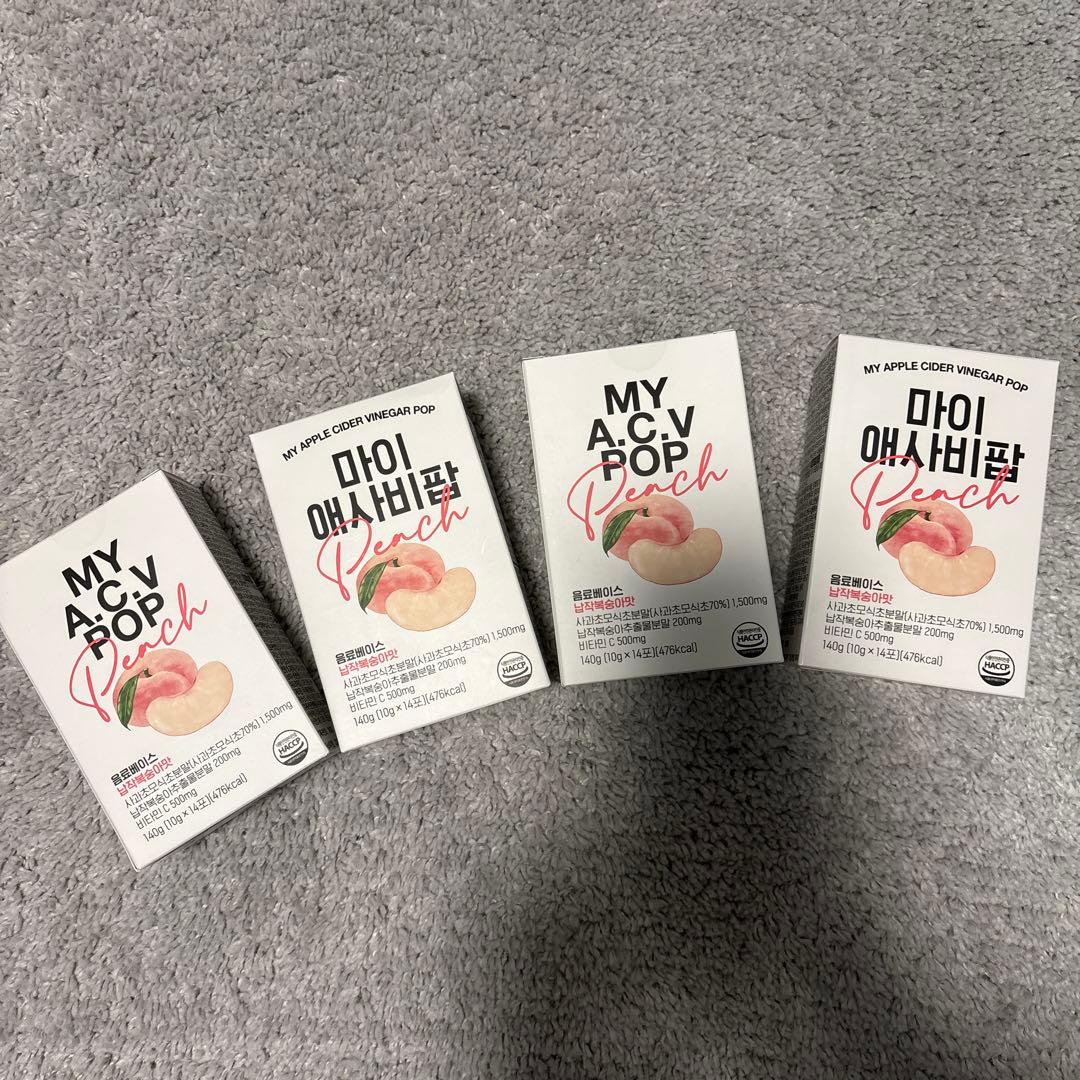 MY
A.C.V
POP
Peach
음료베이스
납작복숭아맛
사과초모식초분말(사과초모식초70%) 1,500mg
납작복숭아추출물분말 200mg
비타민 C 500mg
140g (10g × 14포)(476kcal)
HACCP
MY APPLE CIDER VINEGAR POP
마이
애사비팝
Peach
음료베이스
납작복숭아맛
사과초모식초분말(사과초모식초70%) 1,500mg
납작복숭아추출물분말 200mg
비타민 C 500mg
140g (10g × 14포)(476kcal)
HACCP
MY
A.C.V
POP
Peach
음료베이스
납작복숭아맛
사과초모식초분말(사과초모식초70%) 1,500mg
납작복숭아추출물분말 200mg
비타민 C 500mg
140g (10g × 14포)(476kcal)
HACCP
MY APPLE CIDER VINEGAR POP
마이
애사비팝
Peach
음료베이스
납작복숭아맛
사과초모식초분말(사과초모식초70%) 1,500mg
납작복숭아추출물분말 200mg
비타민 C 500mg
140g (10g × 14포)(476kcal)
HACCP